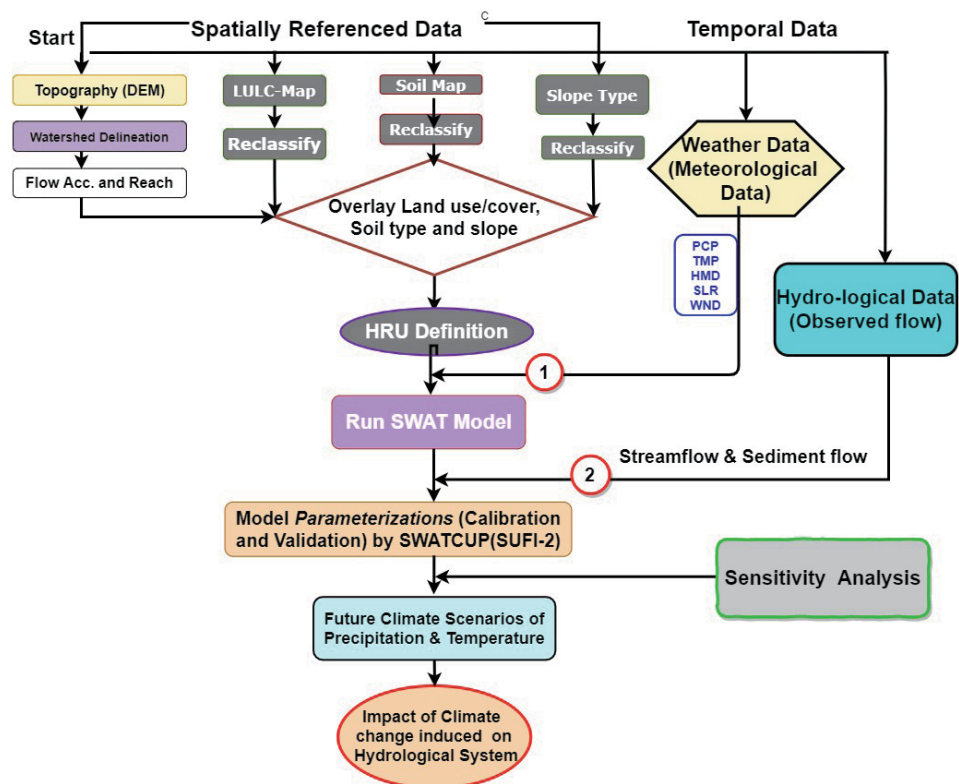 C
Start
Spatially Referenced Data
Temporal Data
Topography (DEM)
LULC-Map
Soil Map
Slope Type
Watershed Delineation
Reclassify
Reclassify
Reclassify
Flow Acc. and Reach
Weather Data
(Meteorological
Data)
Overlay Land use/cover,
Soil type and slope
PCP
TMP
HMD
SLR
WND
Hydro-logical Data
(Observed flow)
HRU Definition
1
Run SWAT Model
Streamflow & Sediment flow
2
Model Parameterizations (Calibration
and Validation) by SWATCUP(SUFI-2)
Sensitivity Analysis
Future Climate Scenarios of
Precipitation & Temperature
Impact of Climate
change induced on
Hydrological System